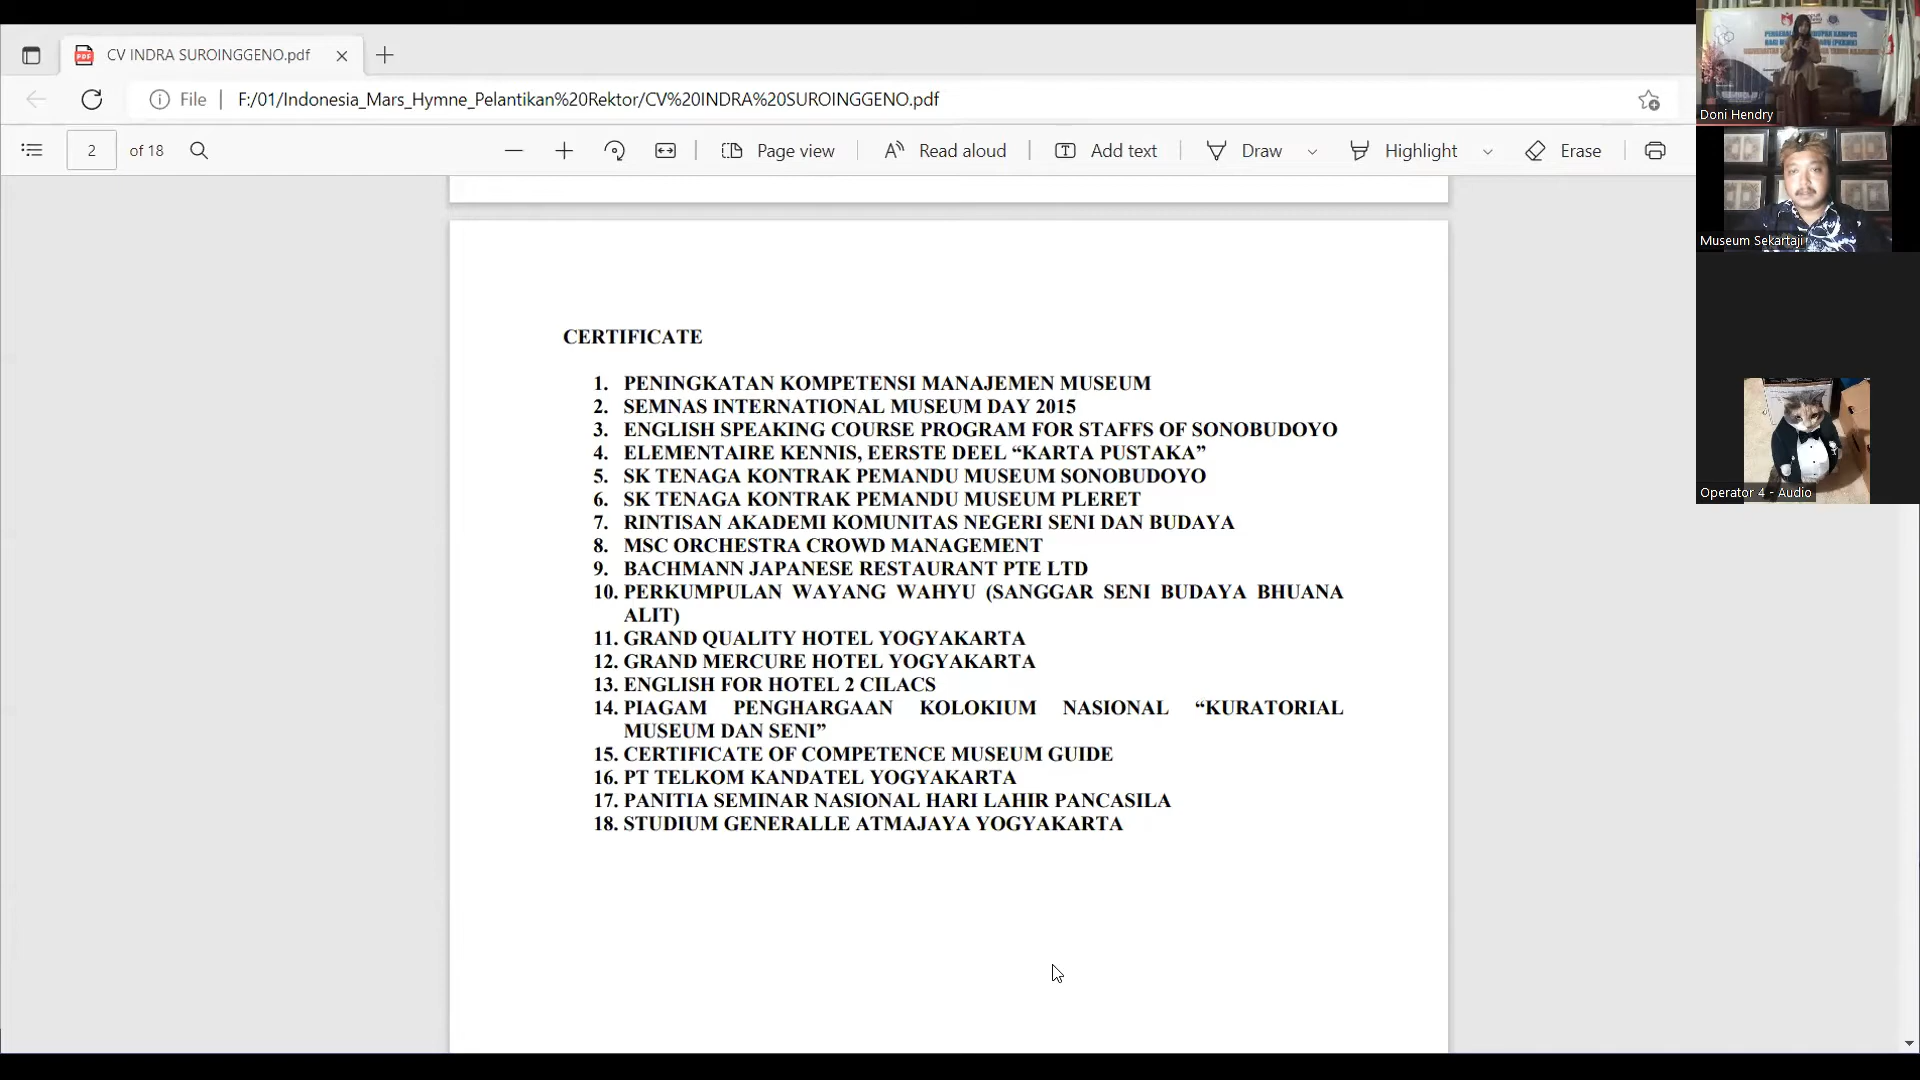 CV INDRA SUROINGGENO.pdf
File
F:/01/Indonesia_Mars_Hymne_Pelantikan%20Rektor/CV%20INDRA%20SUROINGGENO.pdf
2 of 18
Page view
Read aloud
Add text
Draw
Highlight
Erase
CERTIFICATE
1. PENINGKATAN KOMPETENSI MANAJEMEN MUSEUM
2. SEMNAS INTERNATIONAL MUSEUM DAY 2015
3. ENGLISH SPEAKING COURSE PROGRAM FOR STAFFS OF SONOBUDOYO
4. ELEMENTAIRE KENNIS, EERSTE DEEL “KARTA PUSTAKA”
5. SK TENAGA KONTRAK PEMANDU MUSEUM SONOBUDOYO
6. SK TENAGA KONTRAK PEMANDU MUSEUM PLERET
7. RINTISAN AKADEMI KOMUNITAS NEGERI SENI DAN BUDAYA
8. MSC ORCHESTRA CROWD MANAGEMENT
9. BACHMANN JAPANESE RESTAURANT PTE LTD
10. PERKUMPULAN WAYANG WAHYU (SANGGAR SENI BUDAYA BHUANA
ALIT)
11. GRAND QUALITY HOTEL YOGYAKARTA
12. GRAND MERCURE HOTEL YOGYAKARTA
13. ENGLISH FOR HOTEL 2 CILACS
14. PIAGAM PENGHARGAAN KOLOKIUM NASIONAL “KURATORIAL
MUSEUM DAN SENI”
15. CERTIFICATE OF COMPETENCE MUSEUM GUIDE
16. PT TELKOM KANDATEL YOGYAKARTA
17. PANITIA SEMINAR NASIONAL HARI LAHIR PANCASILA
18. STUDIUM GENERALLE ATMAJAYA YOGYAKARTA
Doni Hendry
Museum Sekartaji
Operator 4 - Audio